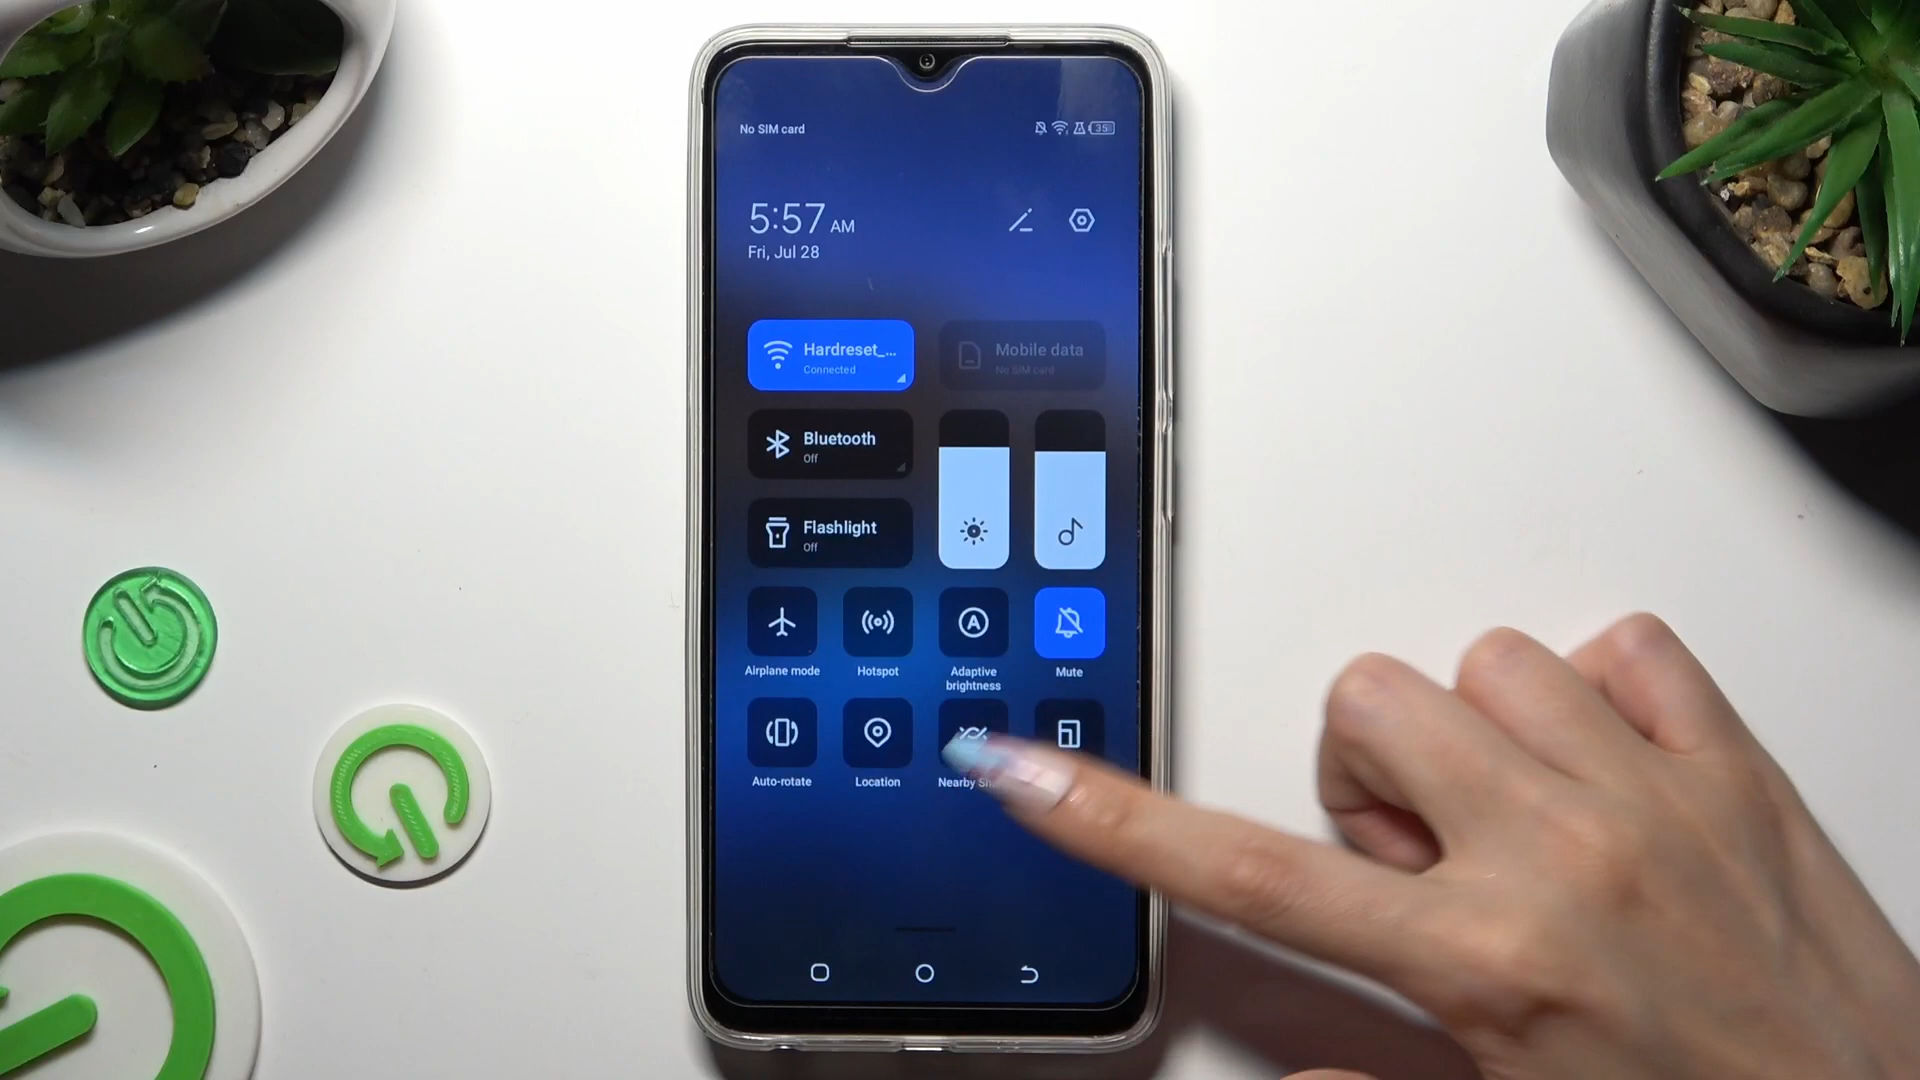 No SIM card
35
5:57 AM
Fri, Jul 28
Hardreset_...
Connected
Mobile data
No SIM card
Bluetooth
Off
Flashlight
Off
A
Airplane mode
Hotspot
Adaptive
brightness
Mute
Auto-rotate
Location
Nearby